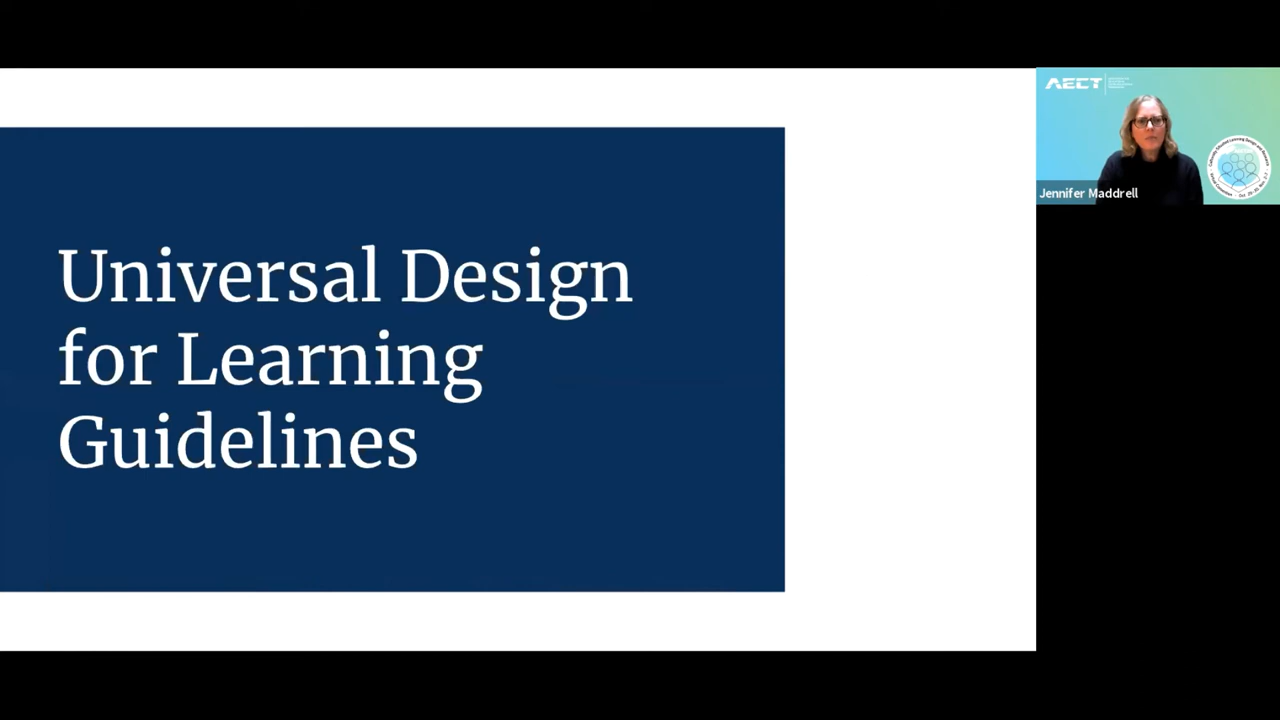 Universal Design
for Learning
Guidelines
AECT
Jennifer Maddrell